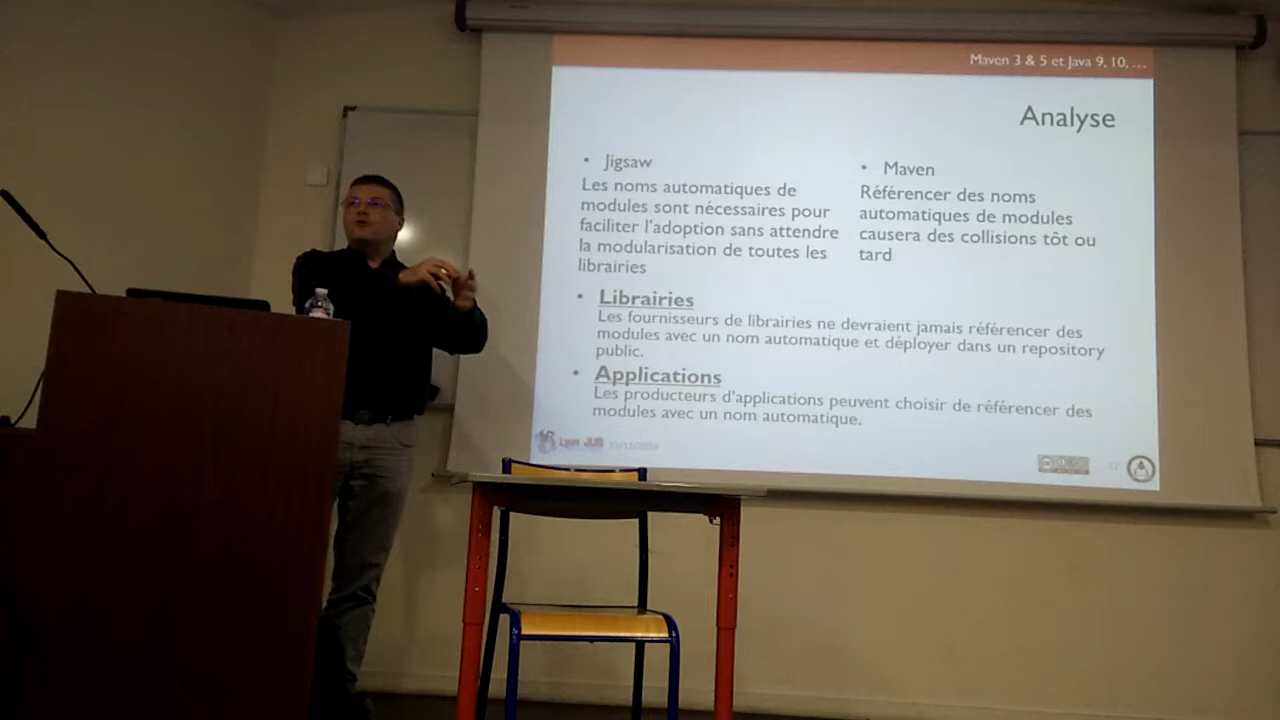 Maven 3 & 5 et Java 9, 10, ...
Analyse
• Jigsaw
Les noms automatiques de
modules sont nécessaires pour
faciliter l'adoption sans attendre
la modularisation de toutes les
librairies
• Maven
Référencer des noms
automatiques de modules
causera des collisions tôt ou
tard
• Librairies
Les fournisseurs de librairies ne devraient jamais référencer des
modules avec un nom automatique et déployer dans un repository
public.
• Applications
Les producteurs d'applications peuvent choisir de référencer des
modules avec un nom automatique.
Lyon JUG